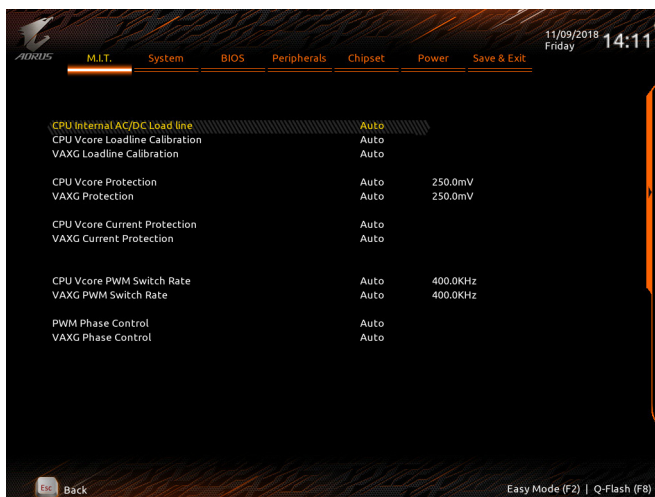 11/09/2018 14:11
Friday
AORUS
M.I.T. System BIOS Peripherals Chipset Power Save & Exit
CPU Internal AC/DC Load line Auto
CPU Vcore Loadline Calibration Auto
VAXG Loadline Calibration Auto
CPU Vcore Protection Auto 250.0mV
VAXG Protection Auto 250.0mV
CPU Vcore Current Protection Auto
VAXG Current Protection Auto
CPU Vcore PWM Switch Rate Auto 400.0KHz
VAXG PWM Switch Rate Auto 400.0KHz
PWM Phase Control Auto
VAXG Phase Control Auto
Esc Back Easy Mode (F2) | Q-Flash (F8)